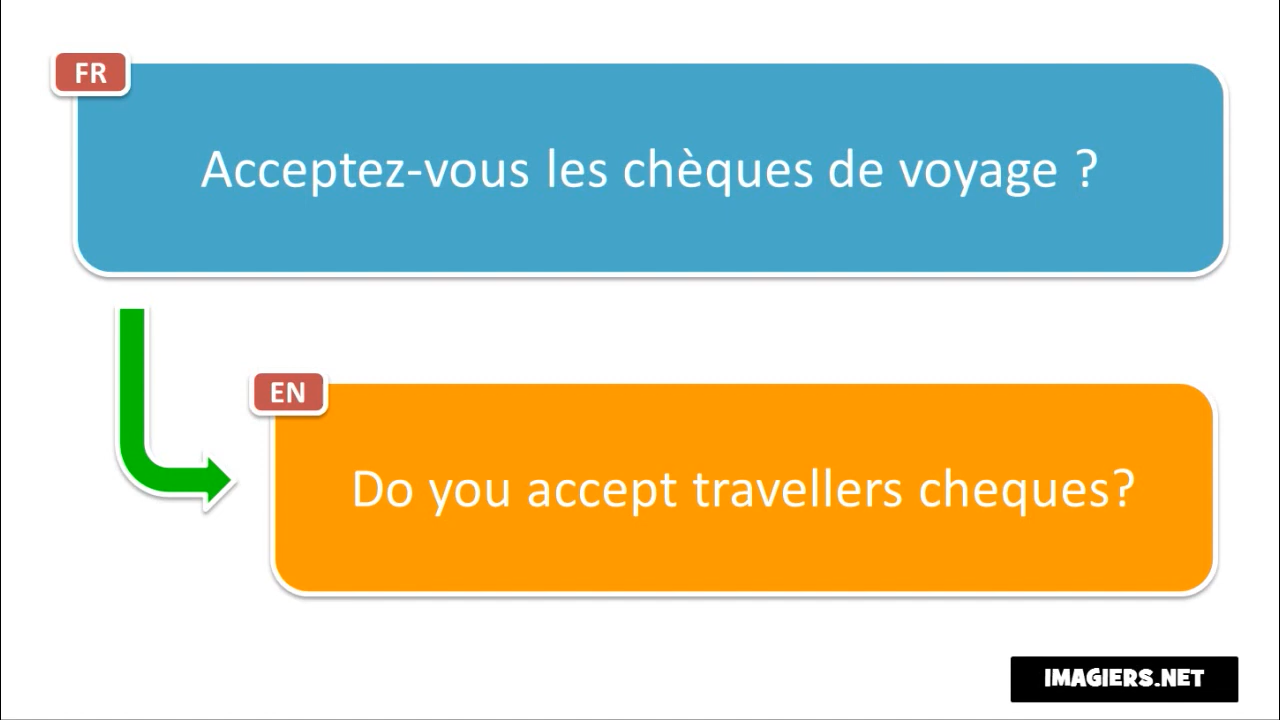 FR
Acceptez-vous les chèques de voyage ?
EN
Do you accept travellers cheques?
IMAGIERS.NET